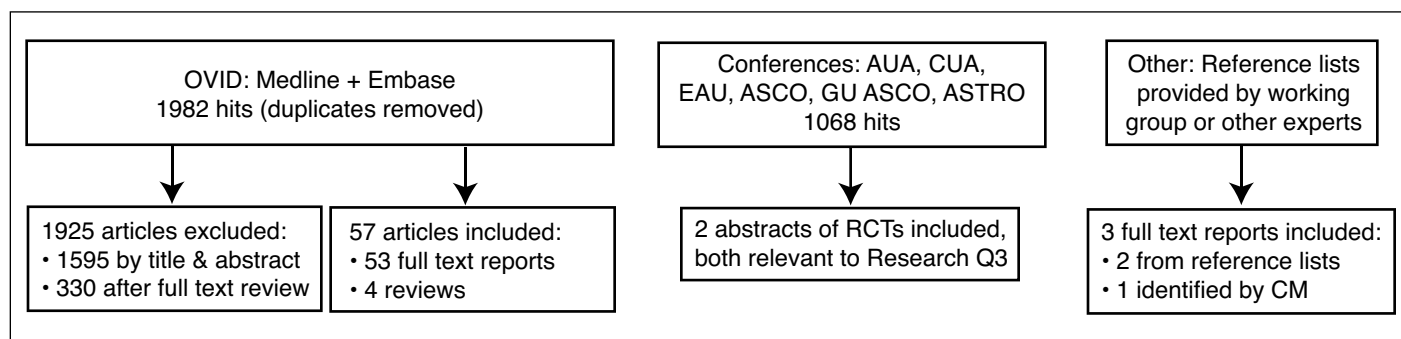 OVID: Medline + Embase
1982 hits (duplicates removed)
Conferences: AUA, CUA,
EAU, ASCO, GU ASCO, ASTRO
1068 hits
Other: Reference lists
provided by working
group or other experts
1925 articles excluded:
• 1595 by title & abstract
• 330 after full text review
57 articles included:
• 53 full text reports
• 4 reviews
2 abstracts of RCTs included,
both relevant to Research Q3
3 full text reports included:
• 2 from reference lists
• 1 identified by CM